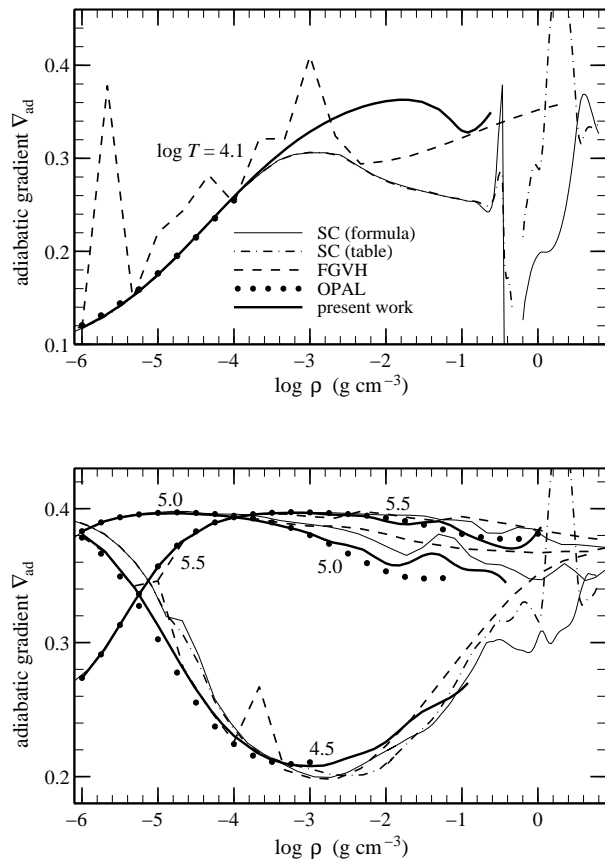 0.4
0.3
0.2
0.1
adiabatic gradient ∇ad
log T = 4.1
SC (formula)
SC (table)
FGVH
OPAL
present work
−6 −5 −4 −3 −2 −1 0
log ρ (g cm−3)
0.4
0.3
0.2
adiabatic gradient ∇ad
5.0
5.5
5.5
5.0
4.5
−6 −5 −4 −3 −2 −1 0
log ρ (g cm−3)